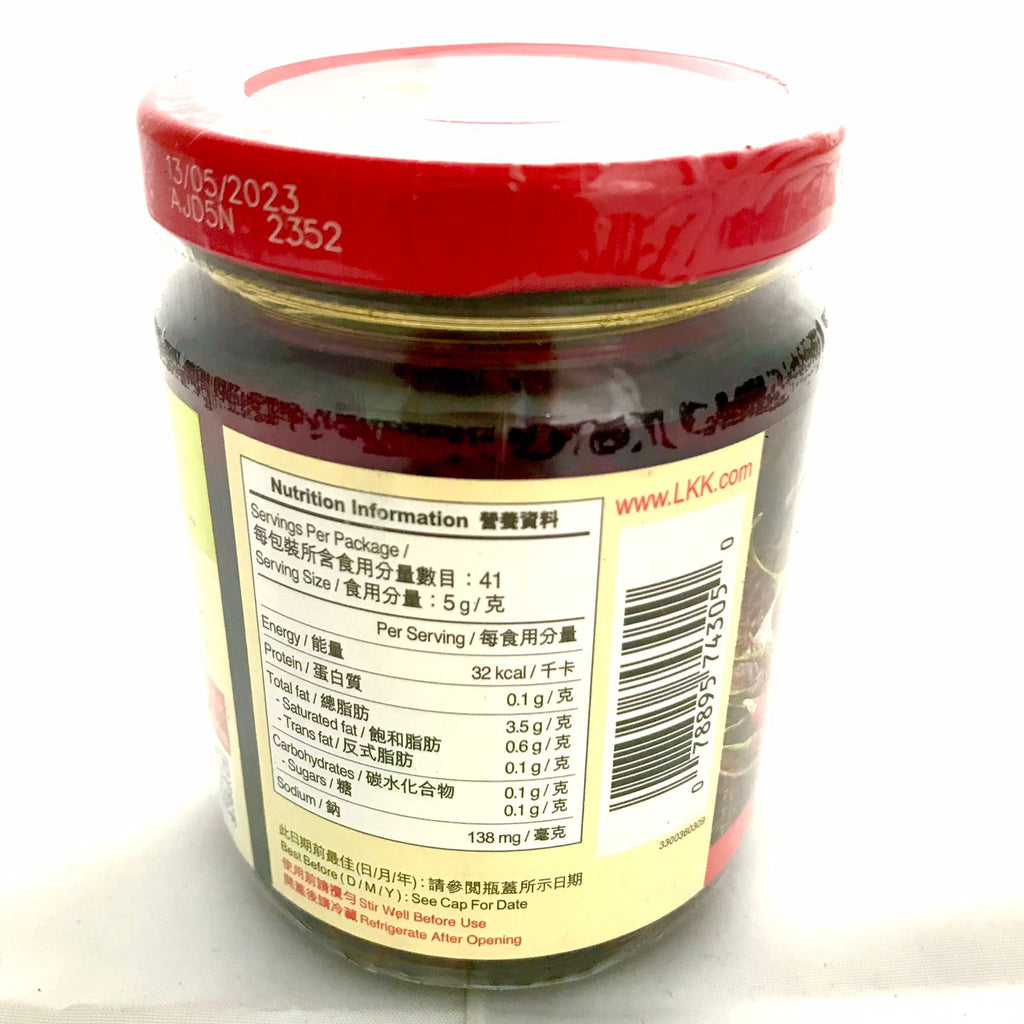 13/05/2023
AJD5N 2352
Nutrition Information 營養資料
Servings Per Package /
每包裝所含食用分量數目：41
Serving Size / 食用分量：5 g / 克
Per Serving / 每食用分量
Energy / 能量 32 kcal / 千卡
Protein / 蛋白質 0.1 g / 克
Total fat / 總脂肪 3.5 g / 克
- Saturated fat / 飽和脂肪 0.6 g / 克
- Trans fat / 反式脂肪 0.1 g / 克
Carbohydrates / 碳水化合物 0.1 g / 克
- Sugars / 糖 0.1 g / 克
Sodium / 鈉 138 mg / 毫克
此日期前最佳(日/月/年)：請參閱瓶蓋所示日期
Best Before ( D / M / Y ) : See Cap For Date
使用前請攪勻 Stir Well Before Use
開蓋後請冷藏 Refrigerate After Opening
www.LKK.com
0 78895 74305 0
3300360309